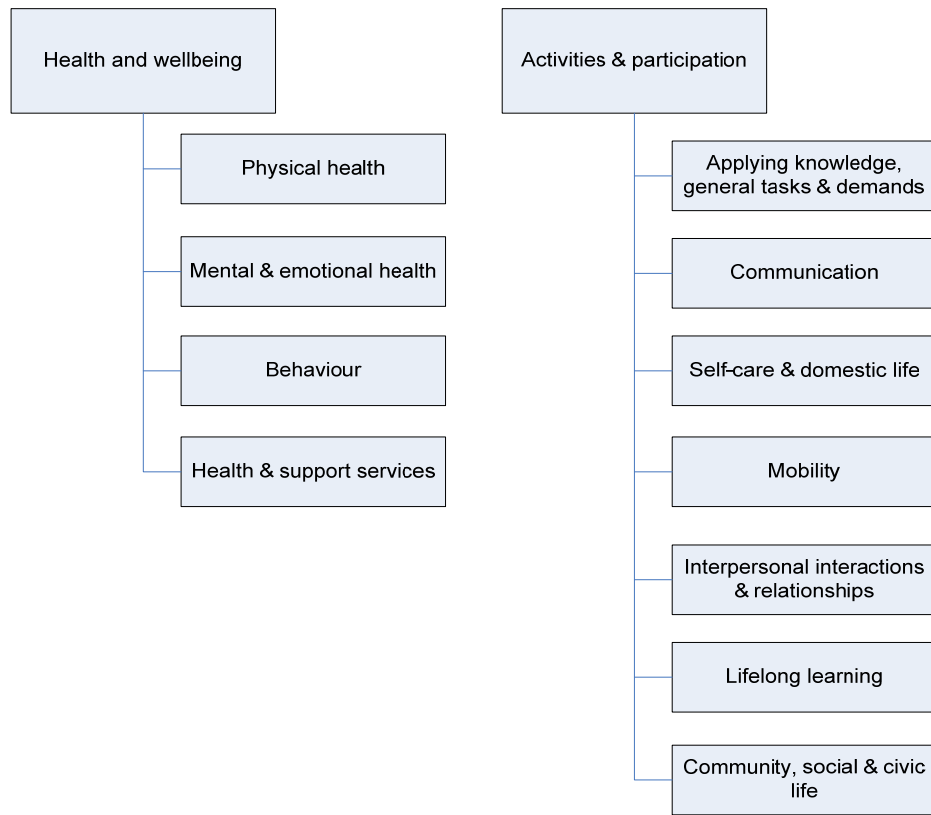 Health and wellbeing
Physical health
Mental & emotional health
Behaviour
Health & support services
Activities & participation
Applying knowledge,
general tasks & demands
Communication
Self-care & domestic life
Mobility
Interpersonal interactions
& relationships
Lifelong learning
Community, social & civic
life